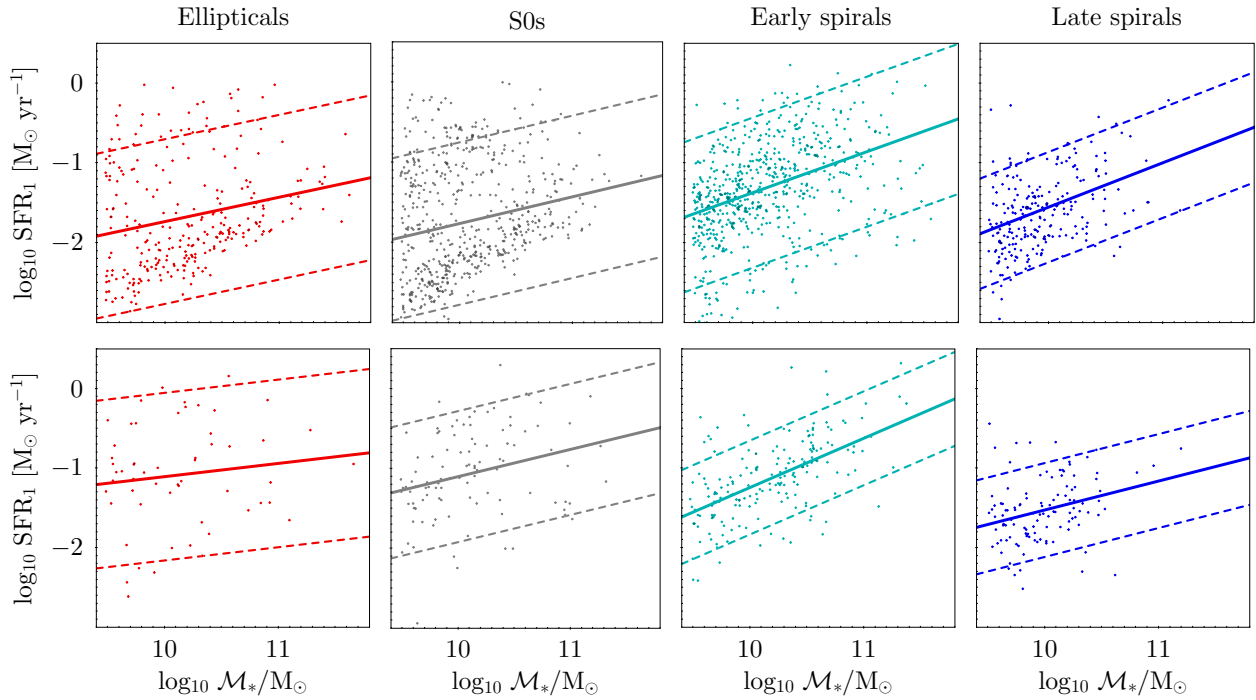 Ellipticals
S0s
Early spirals
Late spirals
log₁₀ SFR₁ [M⊙ yr⁻¹]
0
−1
−2
log₁₀ SFR₁ [M⊙ yr⁻¹]
0
−1
−2
10 11
10 11
10 11
10 11
log₁₀ ℳ*/M⊙
log₁₀ ℳ*/M⊙
log₁₀ ℳ*/M⊙
log₁₀ ℳ*/M⊙